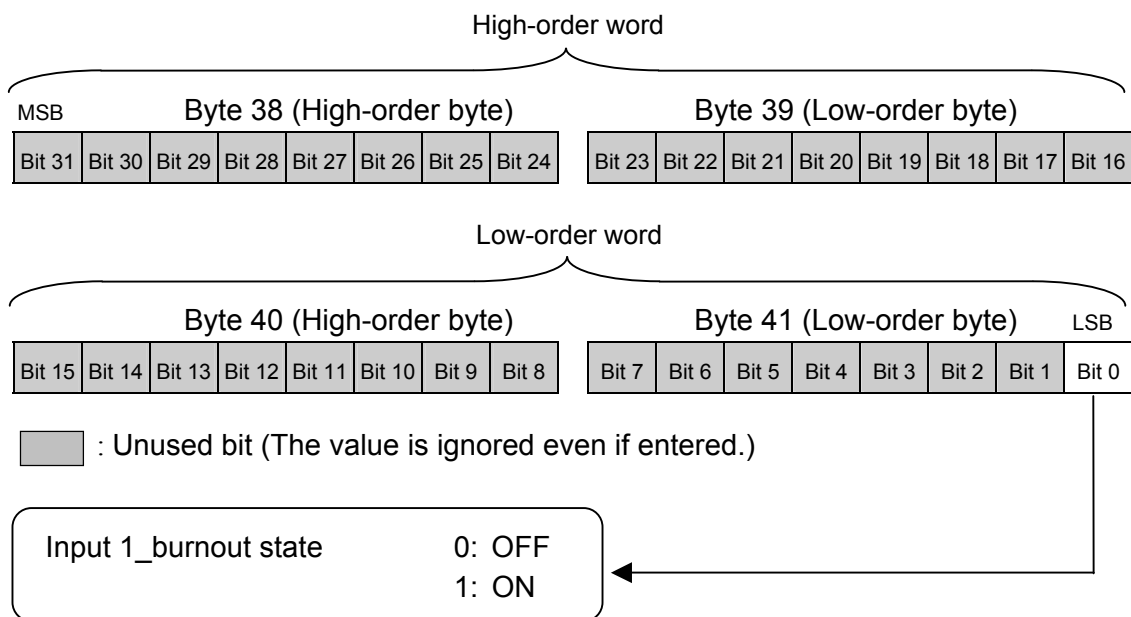 High-order word
MSB Byte 38 (High-order byte) Byte 39 (Low-order byte)
Bit 31 Bit 30 Bit 29 Bit 28 Bit 27 Bit 26 Bit 25 Bit 24 Bit 23 Bit 22 Bit 21 Bit 20 Bit 19 Bit 18 Bit 17 Bit 16
Low-order word
Byte 40 (High-order byte) Byte 41 (Low-order byte) LSB
Bit 15 Bit 14 Bit 13 Bit 12 Bit 11 Bit 10 Bit 9 Bit 8 Bit 7 Bit 6 Bit 5 Bit 4 Bit 3 Bit 2 Bit 1 Bit 0
: Unused bit (The value is ignored even if entered.)
Input 1_burnout state 0: OFF
1: ON